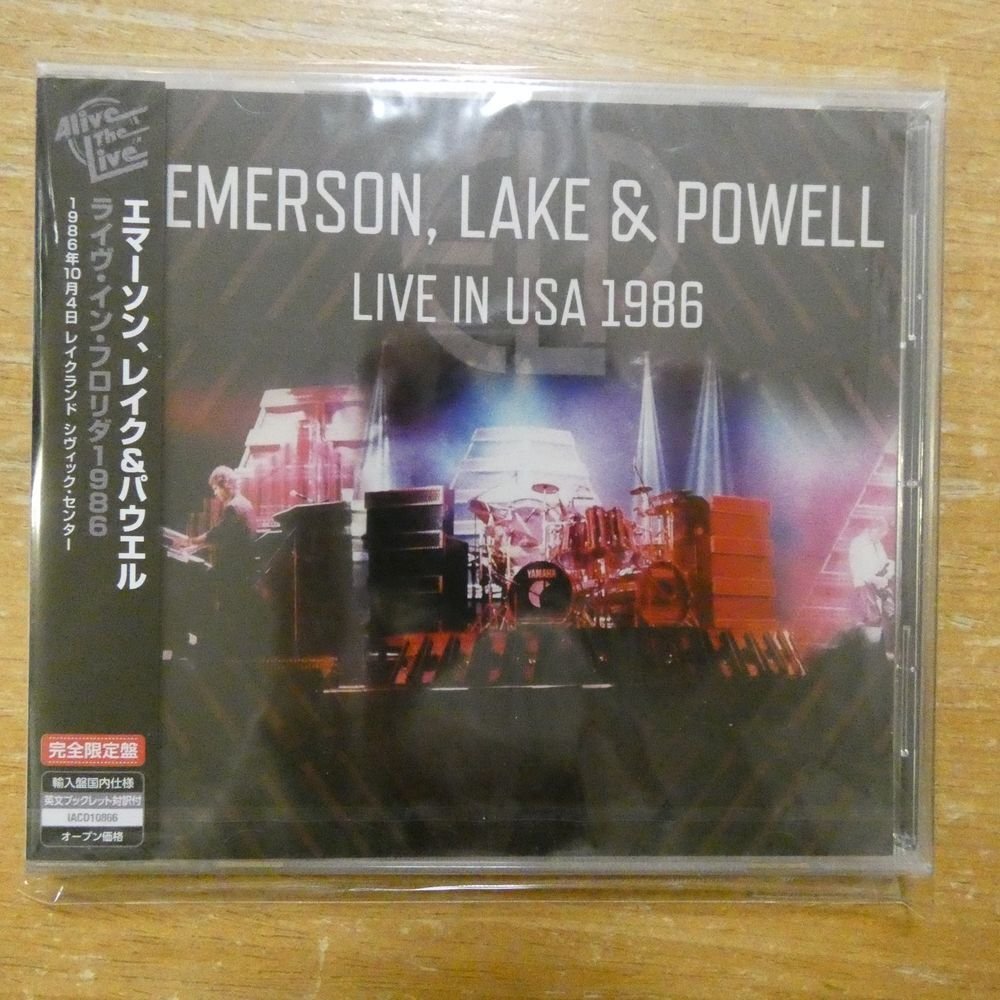 Alive
The
Live
エマーソン、レイク&パウエル
ライヴ・イン・フロリダ1986
1986年10月4日 レイクランド シヴィック・センター
完全限定盤
輸入盤国内仕様
英文ブックレット対訳付
IACD10866
オープン価格
ELP
EMERSON, LAKE & POWELL
LIVE IN USA 1986
YAMAHA